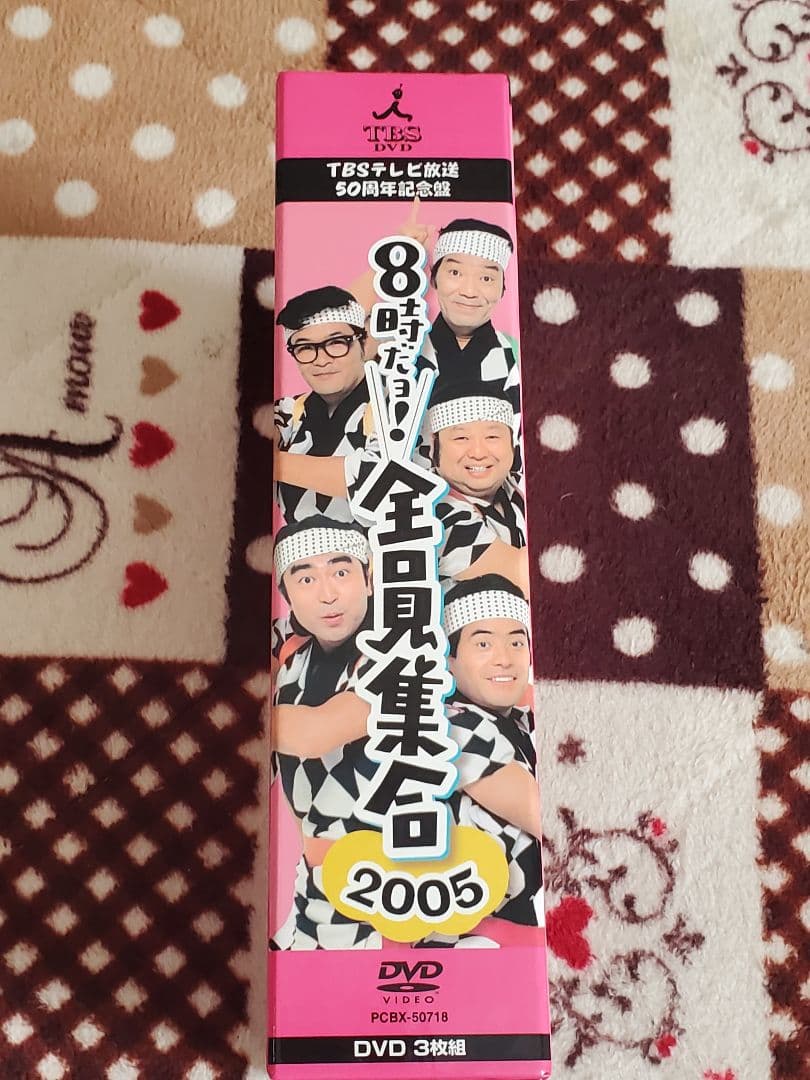 TBS
DVD
TBSテレビ放送
50周年記念盤
8時だョ!
全員集合
2005
DVD
VIDEO
PCBX-50718
DVD 3枚組
Amour